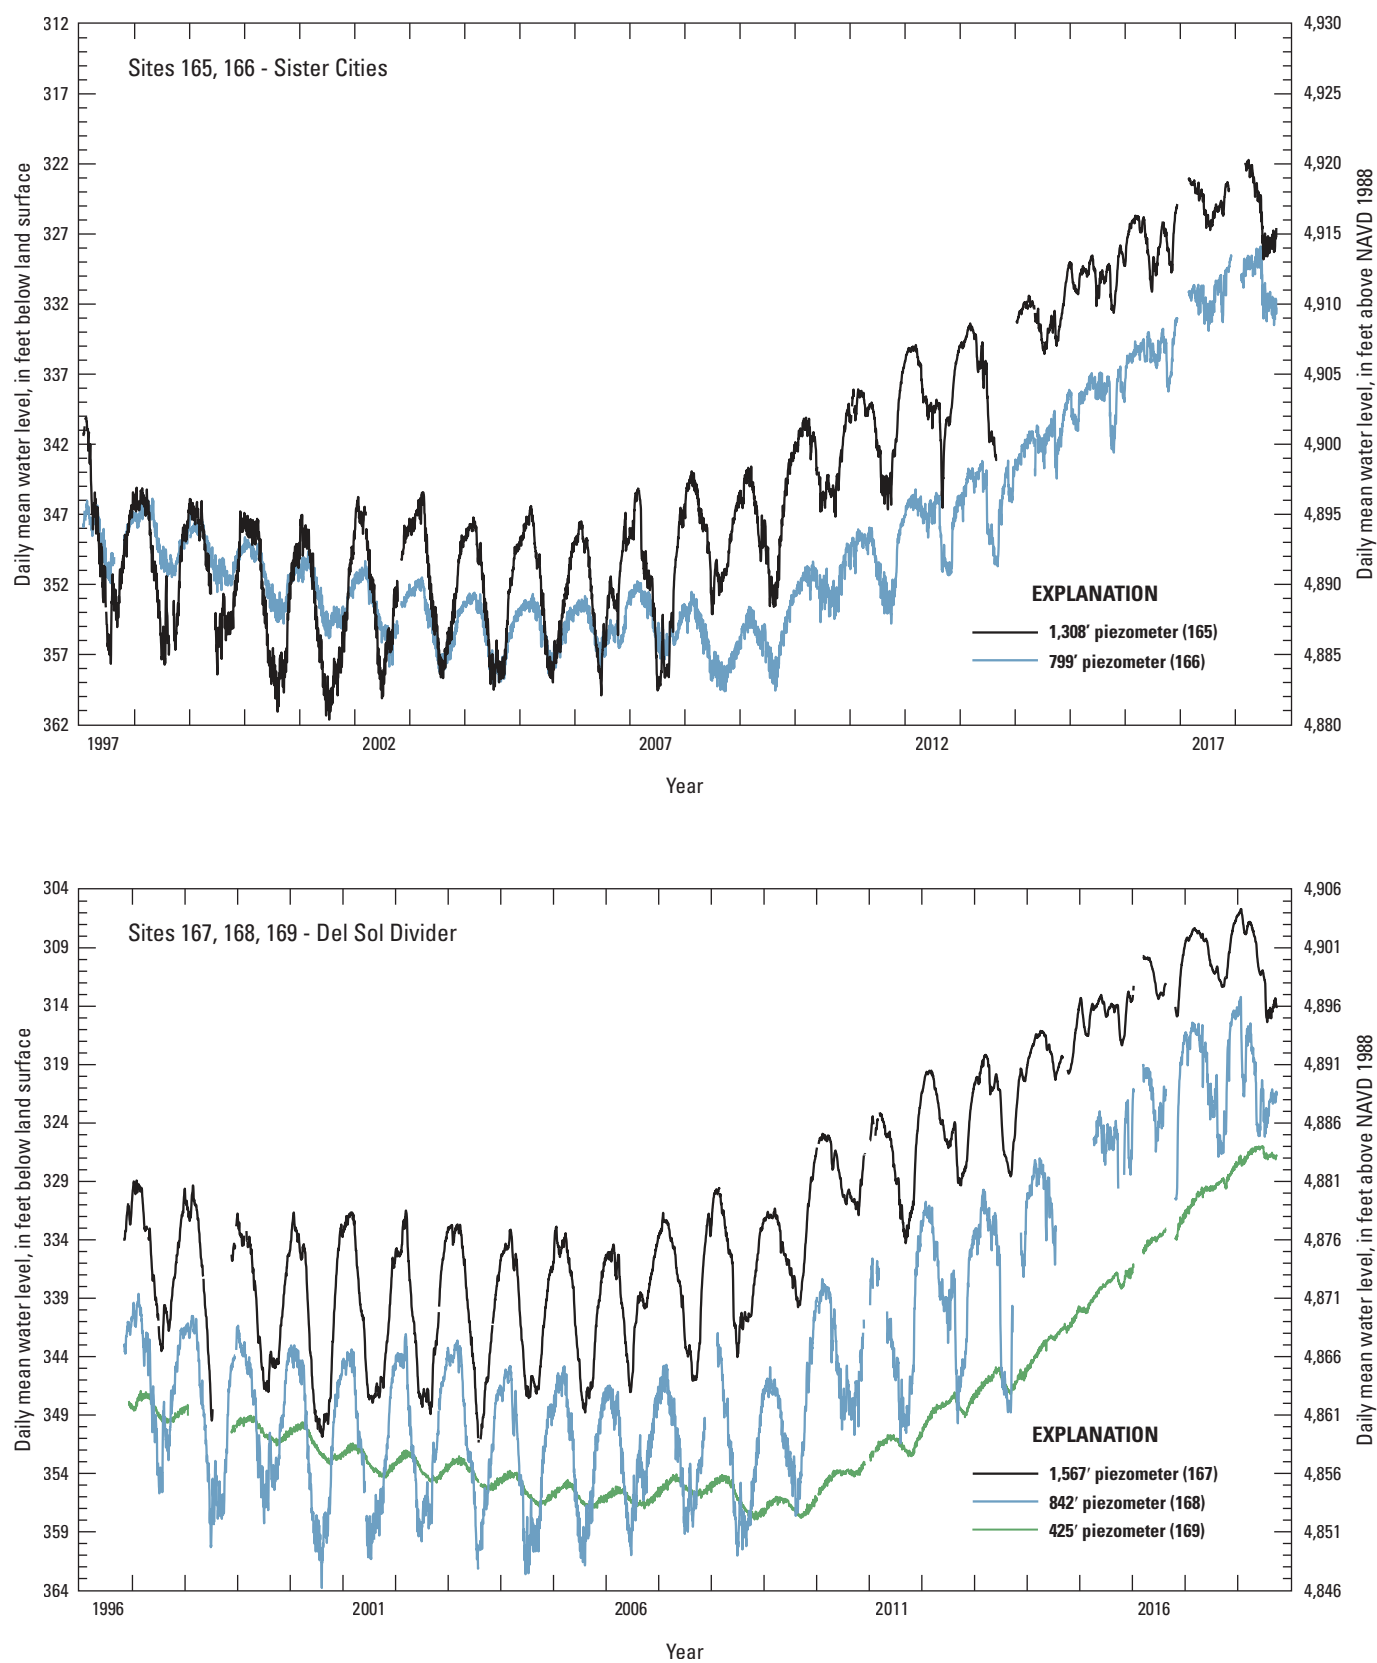 Sites 165, 166 - Sister Cities
Daily mean water level, in feet below land surface
312
317
322
327
332
337
342
347
352
357
362
4,930
4,925
4,920
4,915
4,910
4,905
4,900
4,895
4,890
4,885
4,880
Daily mean water level, in feet above NAVD 1988
EXPLANATION
1,308′ piezometer (165)
799′ piezometer (166)
1997 2002 2007 2012 2017
Year
Sites 167, 168, 169 - Del Sol Divider
Daily mean water level, in feet below land surface
304
309
314
319
324
329
334
339
344
349
354
359
364
4,906
4,901
4,896
4,891
4,886
4,881
4,876
4,871
4,866
4,861
4,856
4,851
4,846
Daily mean water level, in feet above NAVD 1988
EXPLANATION
1,567′ piezometer (167)
842′ piezometer (168)
425′ piezometer (169)
1996 2001 2006 2011 2016
Year